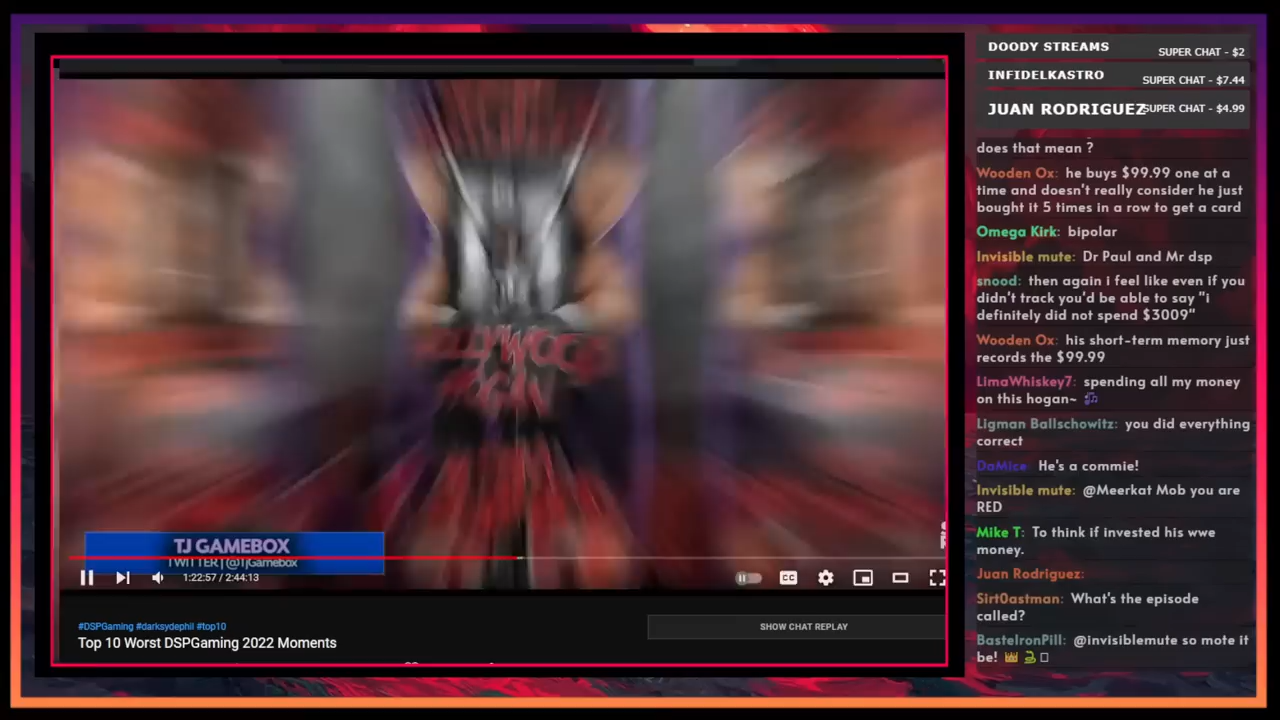 DOODY STREAMS
SUPER CHAT - $2
INFIDELKASTRO
SUPER CHAT - $7.44
JUAN RODRIGUEZ
SUPER CHAT - $4.99
does that mean ?
Wooden Ox: he buys $99.99 one at a
time and doesn't really consider he just
bought it 5 times in a row to get a card
Omega Kirk: bipolar
Invisible mute: Dr Paul and Mr dsp
snood: then again i feel like even if you
didn't track you'd be able to say "i
definitely did not spend $3009"
Wooden Ox: his short-term memory just
records the $99.99
LimaWhiskey7: spending all my money
on this hogan~ 🎶
Ligman Ballschowitz: you did everything
correct
DaMice: He's a commie!
Invisible mute: @Meerkat Mob you are
RED
Mike T: To think if invested his wwe
money.
Juan Rodriguez:
Sirt0astman: What's the episode
called?
BasteIronPill: @invisiblemute so mote it
be!
TJ GAMEBOX
TWITTER | @TjGamebox
1:22:57 / 2:44:13
CC
#DSPGaming #darksydephil #top10
Top 10 Worst DSPGaming 2022 Moments
SHOW CHAT REPLAY